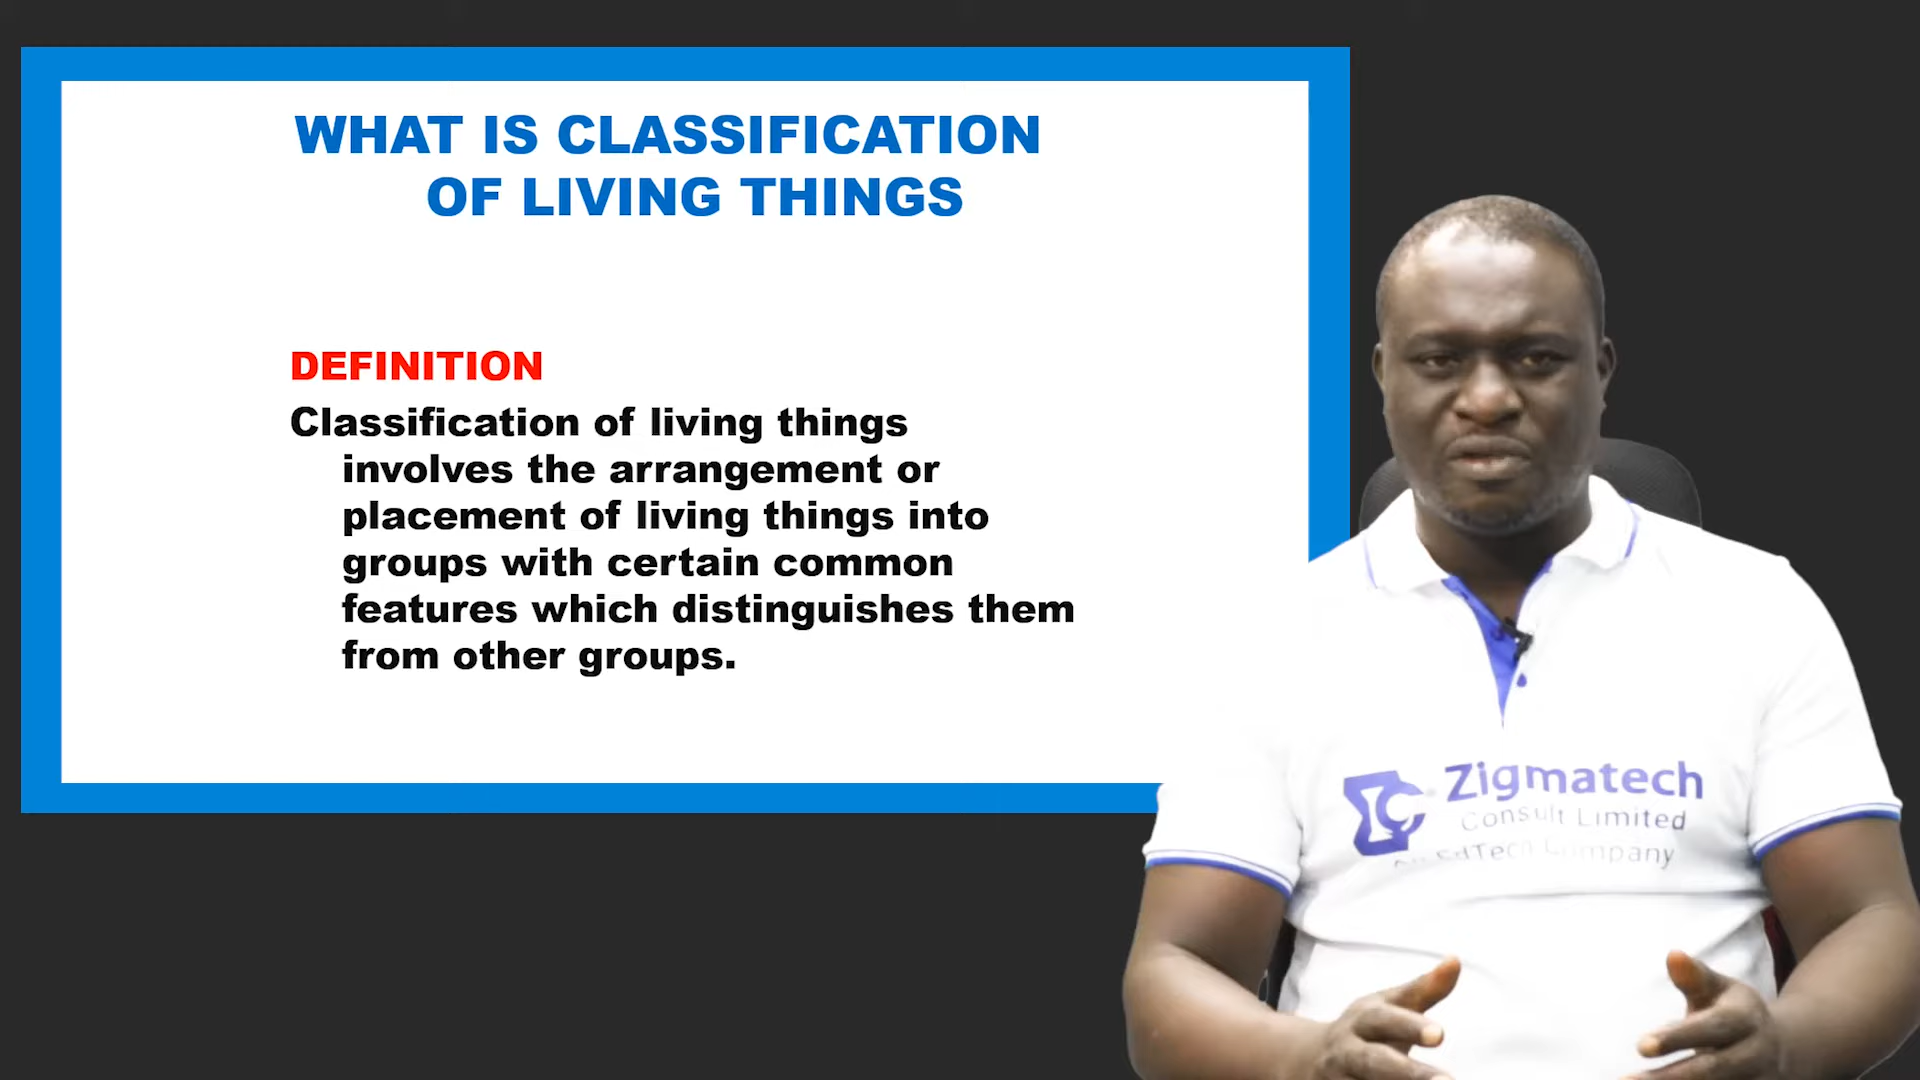 WHAT IS CLASSIFICATION
OF LIVING THINGS
DEFINITION
Classification of living things
involves the arrangement or
placement of living things into
groups with certain common
features which distinguishes them
from other groups.
Zigmatech
Consult Limited
EdTech Company